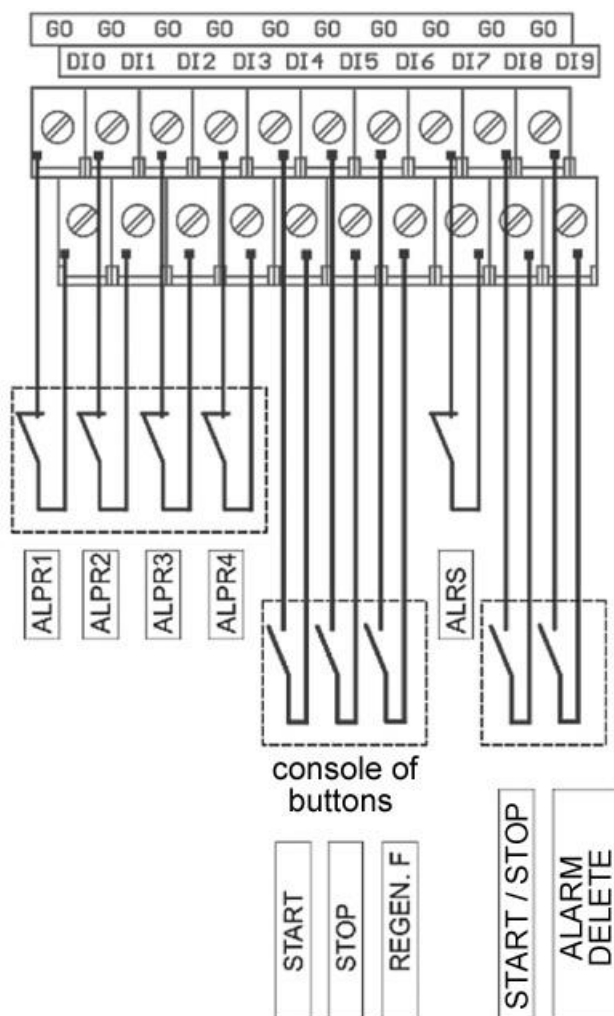 G0 G0 G0 G0 G0 G0 G0 G0 G0 G0
DI0 DI1 DI2 DI3 DI4 DI5 DI6 DI7 DI8 DI9
ALPR1
ALPR2
ALPR3
ALPR4
ALRS
console of
buttons
START
STOP
REGEN. F
START / STOP
ALARM
DELETE